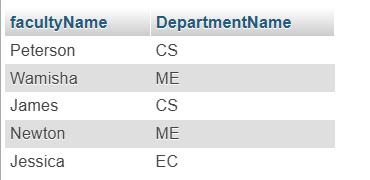 facultyName DepartmentName
Peterson CS
Wamisha ME
James CS
Newton ME
Jessica EC